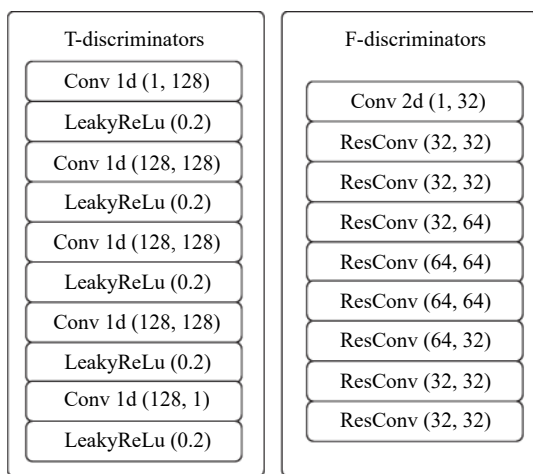 T-discriminators
Conv 1d (1, 128)
LeakyReLu (0.2)
Conv 1d (128, 128)
LeakyReLu (0.2)
Conv 1d (128, 128)
LeakyReLu (0.2)
Conv 1d (128, 128)
LeakyReLu (0.2)
Conv 1d (128, 1)
LeakyReLu (0.2)
F-discriminators
Conv 2d (1, 32)
ResConv (32, 32)
ResConv (32, 32)
ResConv (32, 64)
ResConv (64, 64)
ResConv (64, 64)
ResConv (64, 32)
ResConv (32, 32)
ResConv (32, 32)